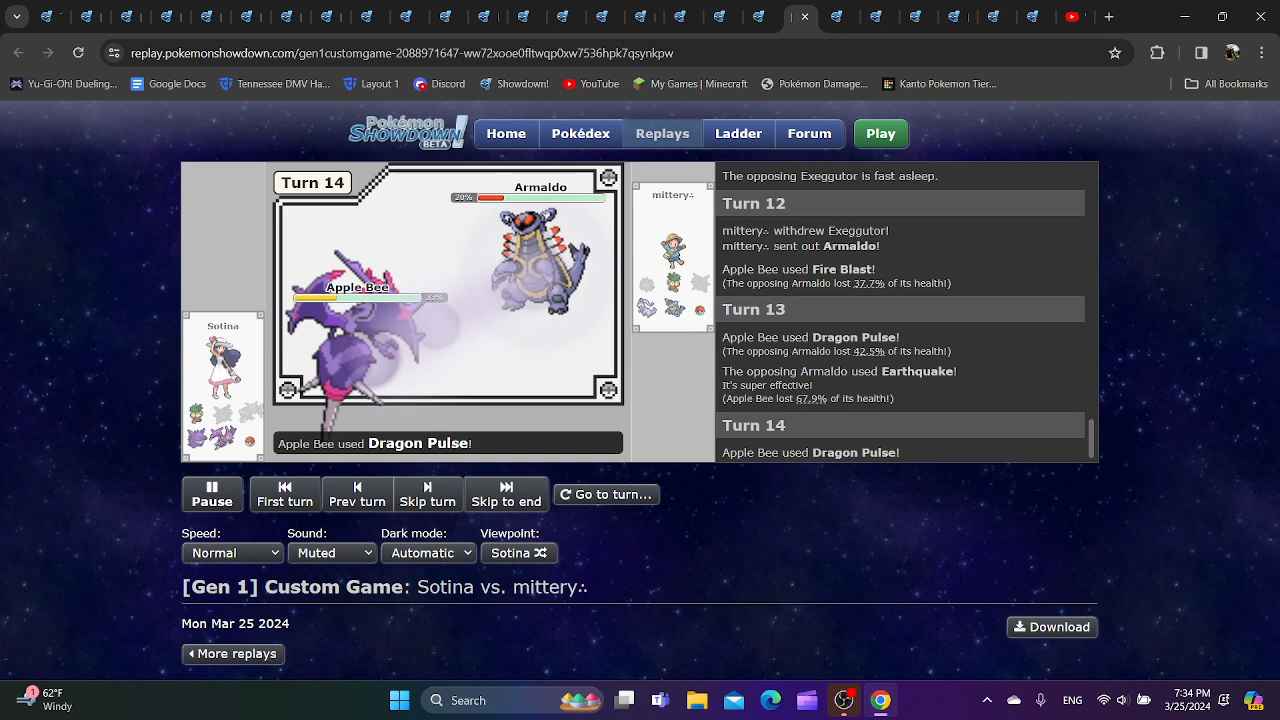 replay.pokemonshowdown.com/gen1customgame-2088971647-ww72xooe0fltwqp0xw7536hpk7qsynkpw
Yu-Gi-Oh! Dueling...
Google Docs
Tennessee DMV Ha...
Layout 1
Discord
Showdown!
YouTube
My Games | Minecraft
Pokémon Damage...
Kanto Pokemon Tier...
All Bookmarks
Pokémon
SHOWDOWN!
BETA
Home
Pokédex
Replays
Ladder
Forum
Play
Turn 14
Armaldo
20%
Apple Bee
33%
Sotina
mittery∴
Apple Bee used Dragon Pulse!
The opposing Exeggutor is fast asleep.
Turn 12
mittery∴ withdrew Exeggutor!
mittery∴ sent out Armaldo!
Apple Bee used Fire Blast!
(The opposing Armaldo lost 37.7% of its health!)
Turn 13
Apple Bee used Dragon Pulse!
(The opposing Armaldo lost 42.5% of its health!)
The opposing Armaldo used Earthquake!
It's super effective!
(Apple Bee lost 67.9% of its health!)
Turn 14
Apple Bee used Dragon Pulse!
Pause
First turn
Prev turn
Skip turn
Skip to end
Go to turn...
Speed:
Sound:
Dark mode:
Viewpoint:
Normal
Muted
Automatic
Sotina
[Gen 1] Custom Game: Sotina vs. mittery∴
Mon Mar 25 2024
Download
More replays
1
62°F
Windy
Search
ENG
7:34 PM
3/25/2024
PRE